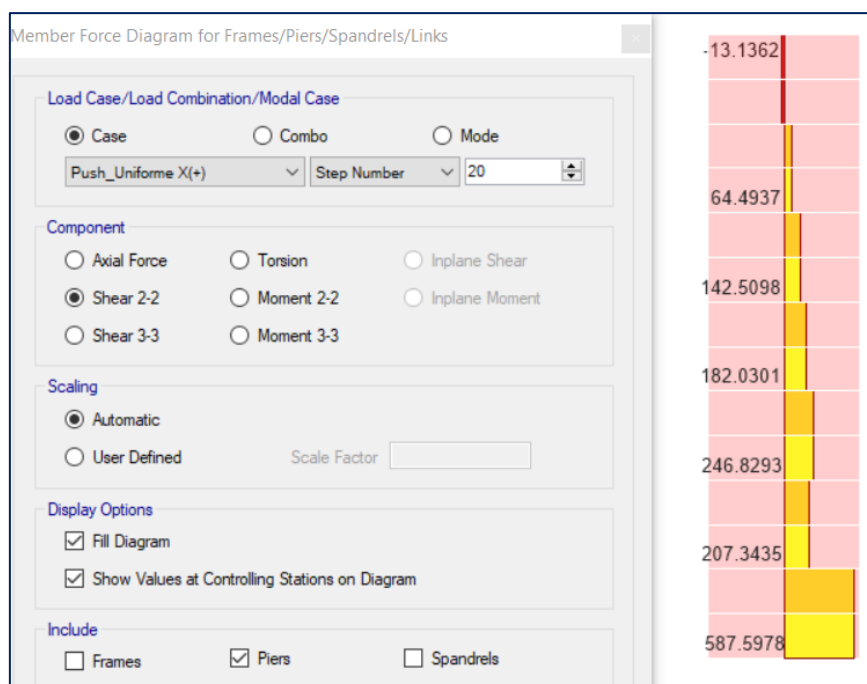 Member Force Diagram for Frames/Piers/Spandrels/Links
Load Case/Load Combination/Modal Case
Case Combo Mode
Push_Uniforme X(+) Step Number 20
Component
Axial Force Torsion Inplane Shear
Shear 2-2 Moment 2-2 Inplane Moment
Shear 3-3 Moment 3-3
Scaling
Automatic
User Defined Scale Factor
Display Options
Fill Diagram
Show Values at Controlling Stations on Diagram
Include
Frames Piers Spandrels
-13.1362
64.4937
142.5098
182.0301
246.8293
207.3435
587.5978